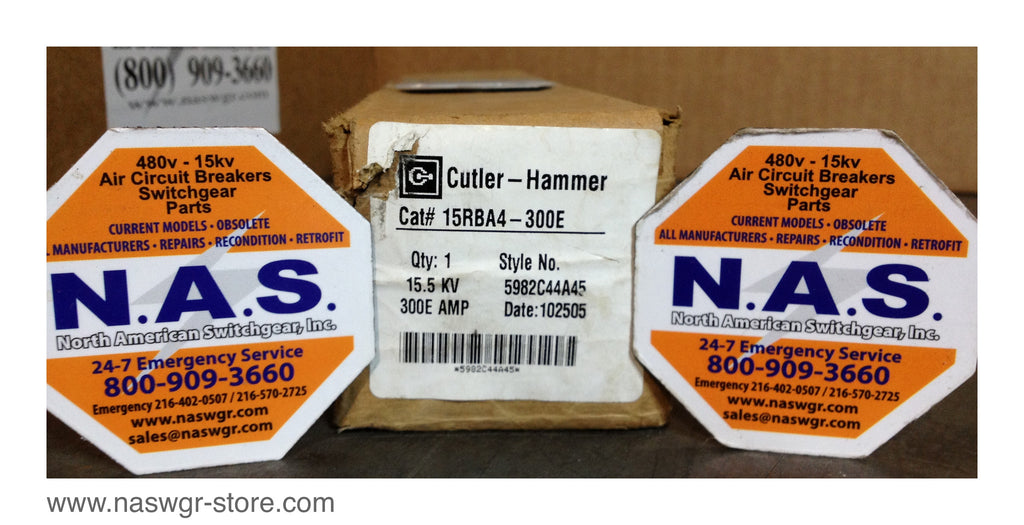 (800) 909-3660
www.naswgr.com
480v - 15kv
Air Circuit Breakers
Switchgear
Parts
CURRENT MODELS • OBSOLETE
ALL MANUFACTURERS • REPAIRS • RECONDITION • RETROFIT
N.A.S.
North American Switchgear, Inc.
24-7 Emergency Service
800-909-3660
Emergency 216-402-0507 / 216-570-2725
www.naswgr.com
sales@naswgr.com
Cutler-Hammer
Cat# 15RBA4-300E
Qty: 1 Style No.
15.5 KV 5982C44A45
300E AMP Date:102505
*5982C44A45*
480v - 15kv
Air Circuit Breakers
Switchgear
Parts
CURRENT MODELS • OBSOLETE
ALL MANUFACTURERS • REPAIRS • RECONDITION • RETROFIT
N.A.S.
North American Switchgear, Inc.
24-7 Emergency Service
800-909-3660
Emergency 216-402-0507 / 216-570-2725
www.naswgr.com
sales@naswgr.com
www.naswgr-store.com